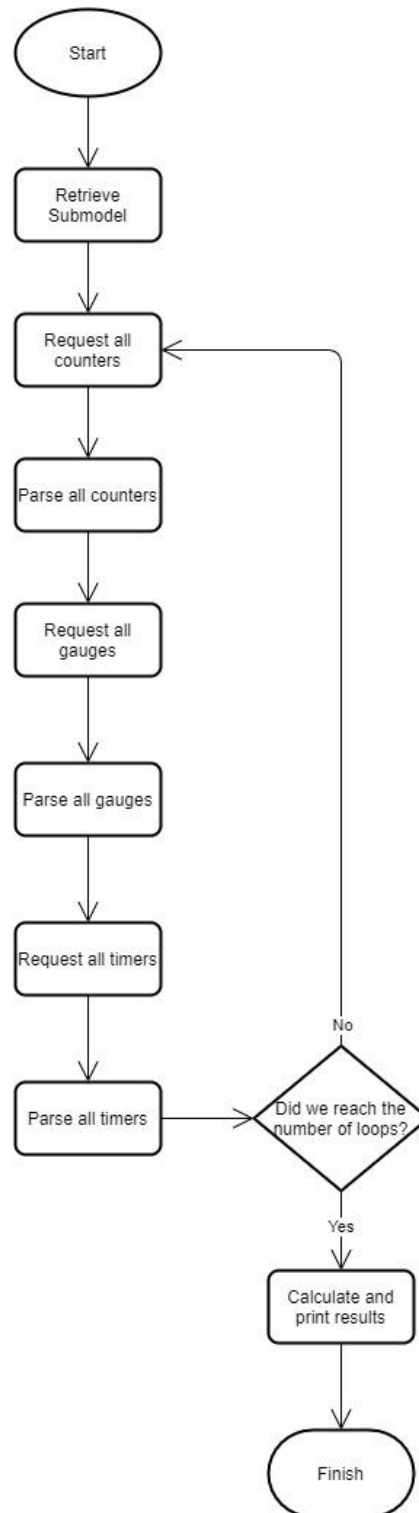 Start
Retrieve
Submodel
Request all
counters
Parse all counters
Request all
gauges
Parse all gauges
Request all timers
Parse all timers
No
Did we reach the
number of loops?
Yes
Calculate and
print results
Finish